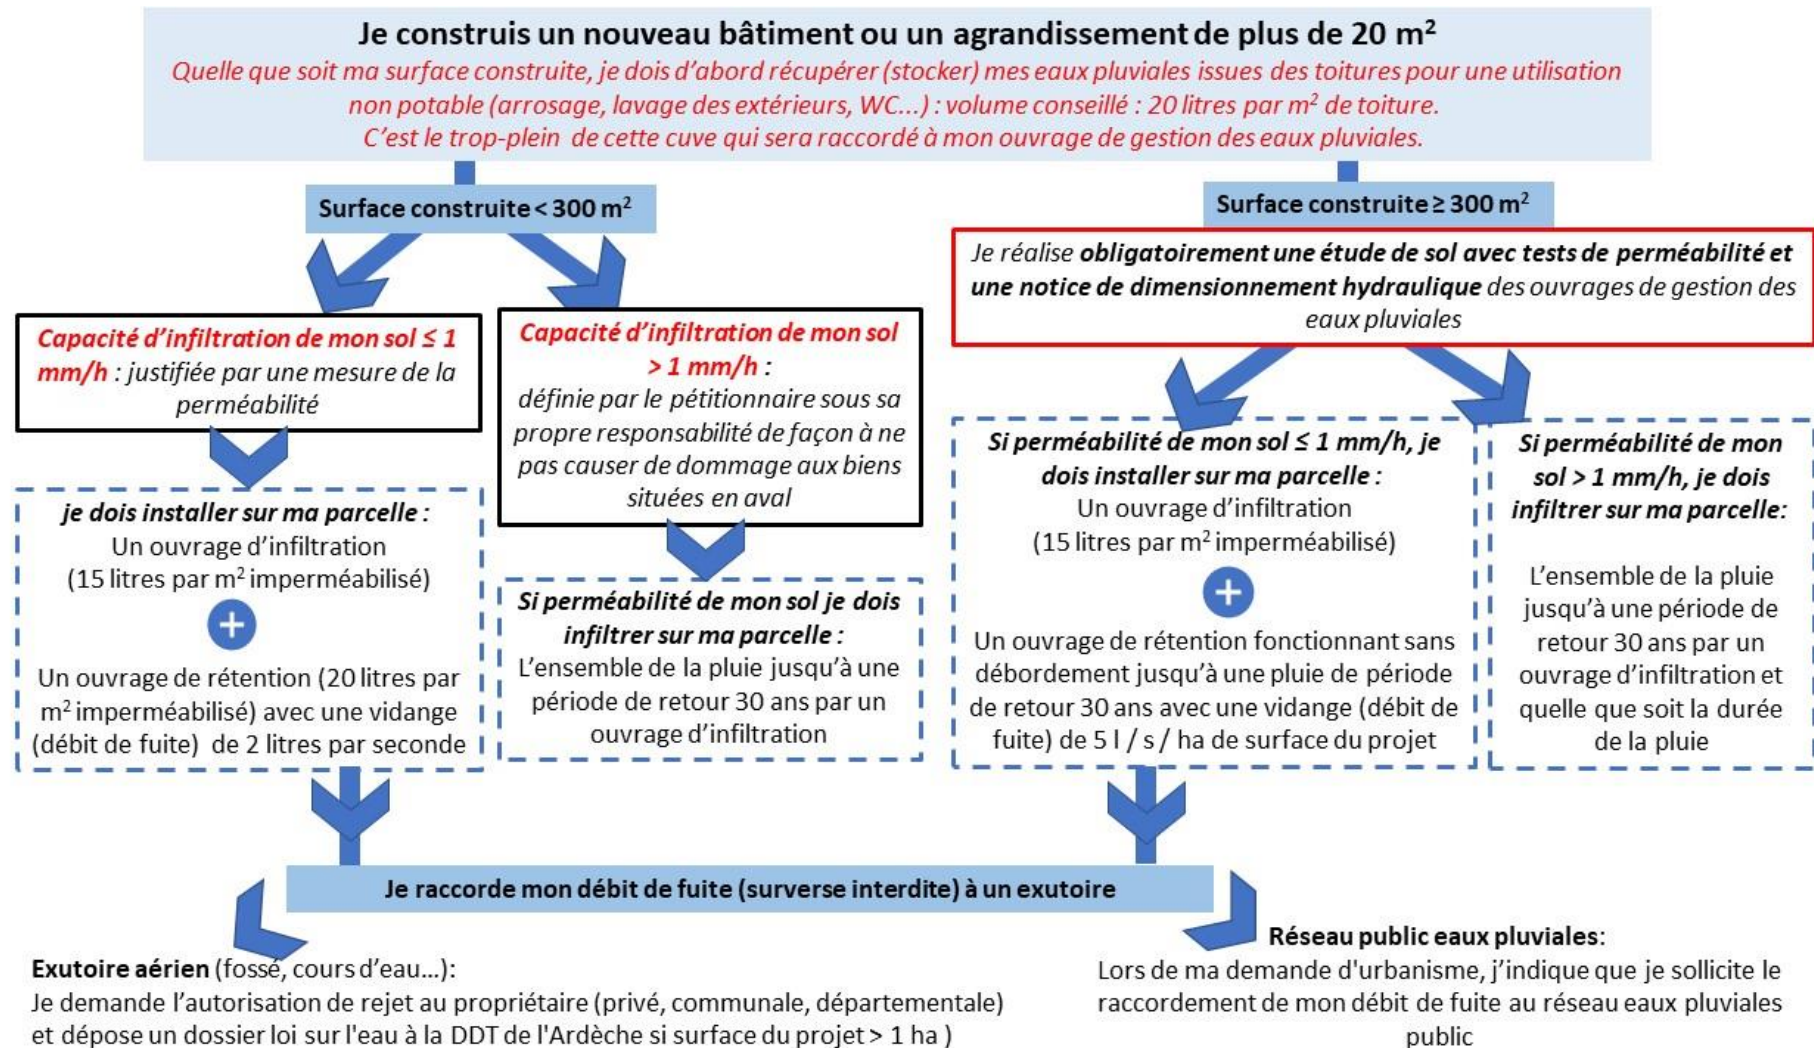 Je construis un nouveau bâtiment ou un agrandissement de plus de 20 m²
Quelle que soit ma surface construite, je dois d'abord récupérer (stocker) mes eaux pluviales issues des toitures pour une utilisation
non potable (arrosage, lavage des extérieurs, WC...) : volume conseillé : 20 litres par m² de toiture.
C'est le trop-plein de cette cuve qui sera raccordé à mon ouvrage de gestion des eaux pluviales.
Surface construite < 300 m²
Capacité d'infiltration de mon sol ≤ 1
mm/h : justifiée par une mesure de la
perméabilité
je dois installer sur ma parcelle :
Un ouvrage d'infiltration
(15 litres par m² imperméabilisé)
+
Un ouvrage de rétention (20 litres par
m² imperméabilisé) avec une vidange
(débit de fuite) de 2 litres par seconde
Capacité d'infiltration de mon sol
> 1 mm/h :
définie par le pétitionnaire sous sa
propre responsabilité de façon à ne
pas causer de dommage aux biens
situées en aval
Si perméabilité de mon sol je dois
infiltrer sur ma parcelle :
L'ensemble de la pluie jusqu'à une
période de retour 30 ans par un
ouvrage d'infiltration
Surface construite ≥ 300 m²
Je réalise obligatoirement une étude de sol avec tests de perméabilité et
une notice de dimensionnement hydraulique des ouvrages de gestion des
eaux pluviales
Si perméabilité de mon sol ≤ 1 mm/h, je
dois installer sur ma parcelle :
Un ouvrage d'infiltration
(15 litres par m² imperméabilisé)
+
Un ouvrage de rétention fonctionnant sans
débordement jusqu'à une pluie de période
de retour 30 ans avec une vidange (débit de
fuite) de 5 l / s / ha de surface du projet
Si perméabilité de mon
sol > 1 mm/h, je dois
infiltrer sur ma parcelle:
L'ensemble de la pluie
jusqu'à une période de
retour 30 ans par un
ouvrage d'infiltration et
quelle que soit la durée
de la pluie
Je raccorde mon débit de fuite (surverse interdite) à un exutoire
Exutoire aérien (fossé, cours d'eau...):
Je demande l'autorisation de rejet au propriétaire (privé, communale, départementale)
et dépose un dossier loi sur l'eau à la DDT de l'Ardèche si surface du projet > 1 ha )
Réseau public eaux pluviales:
Lors de ma demande d'urbanisme, j'indique que je sollicite le
raccordement de mon débit de fuite au réseau eaux pluviales
public